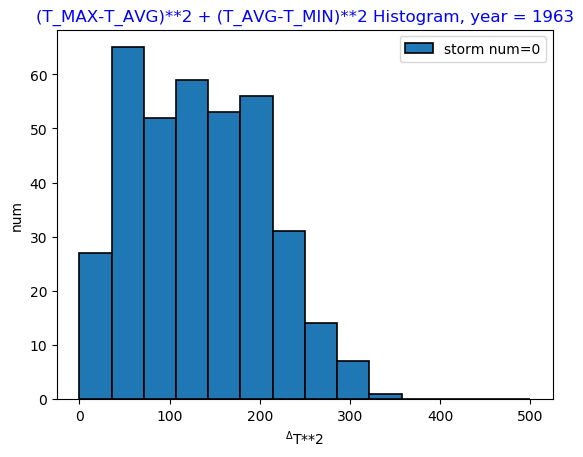 (T_MAX-T_AVG)**2 + (T_AVG-T_MIN)**2 Histogram, year = 1963
storm num=0
60
50
40
30
20
10
0
num
0 100 200 300 400 500
ΔT**2